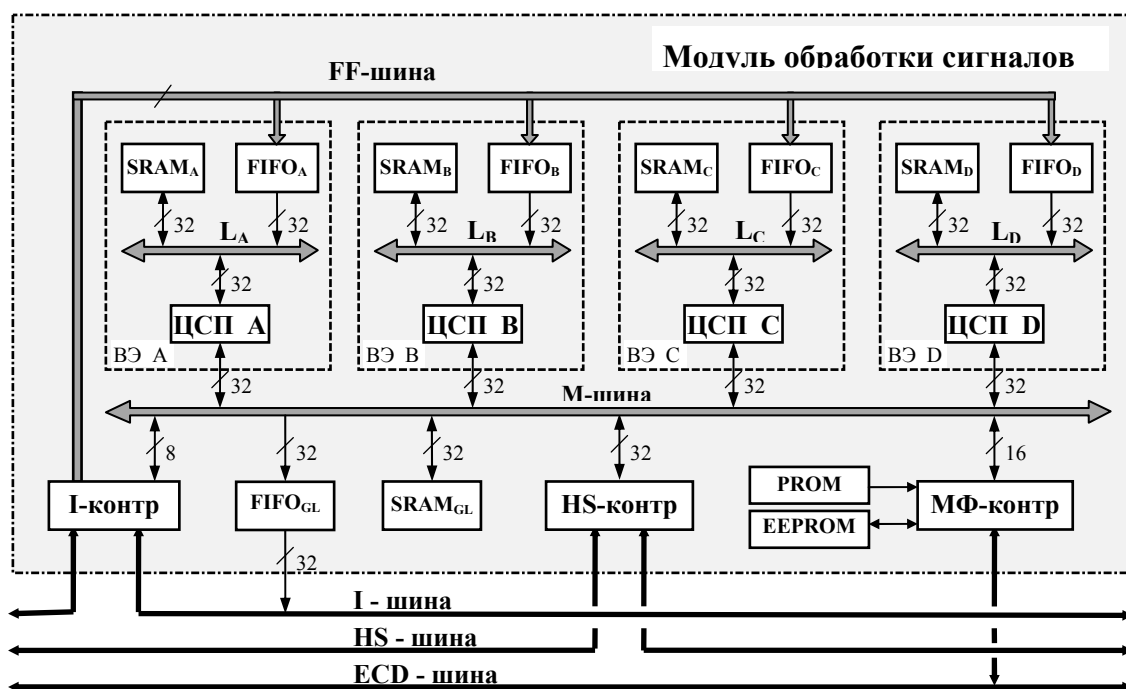 Модуль обработки сигналов
FF-шина
SRAMA FIFOA SRAMB FIFOB SRAMC FIFOC SRAMD FIFOD
32 32 32 32 32 32 32 32
LA LB LC LD
32 32 32 32
ЦСП А ЦСП В ЦСП С ЦСП D
ВЭ А ВЭ В ВЭ С ВЭ D
32 32 32 32
М-шина
8 32 32 32 16
I-контр FIFOGL SRAMGL HS-контр PROM МФ-контр
EEPROM
32
I - шина
HS - шина
ECD - шина